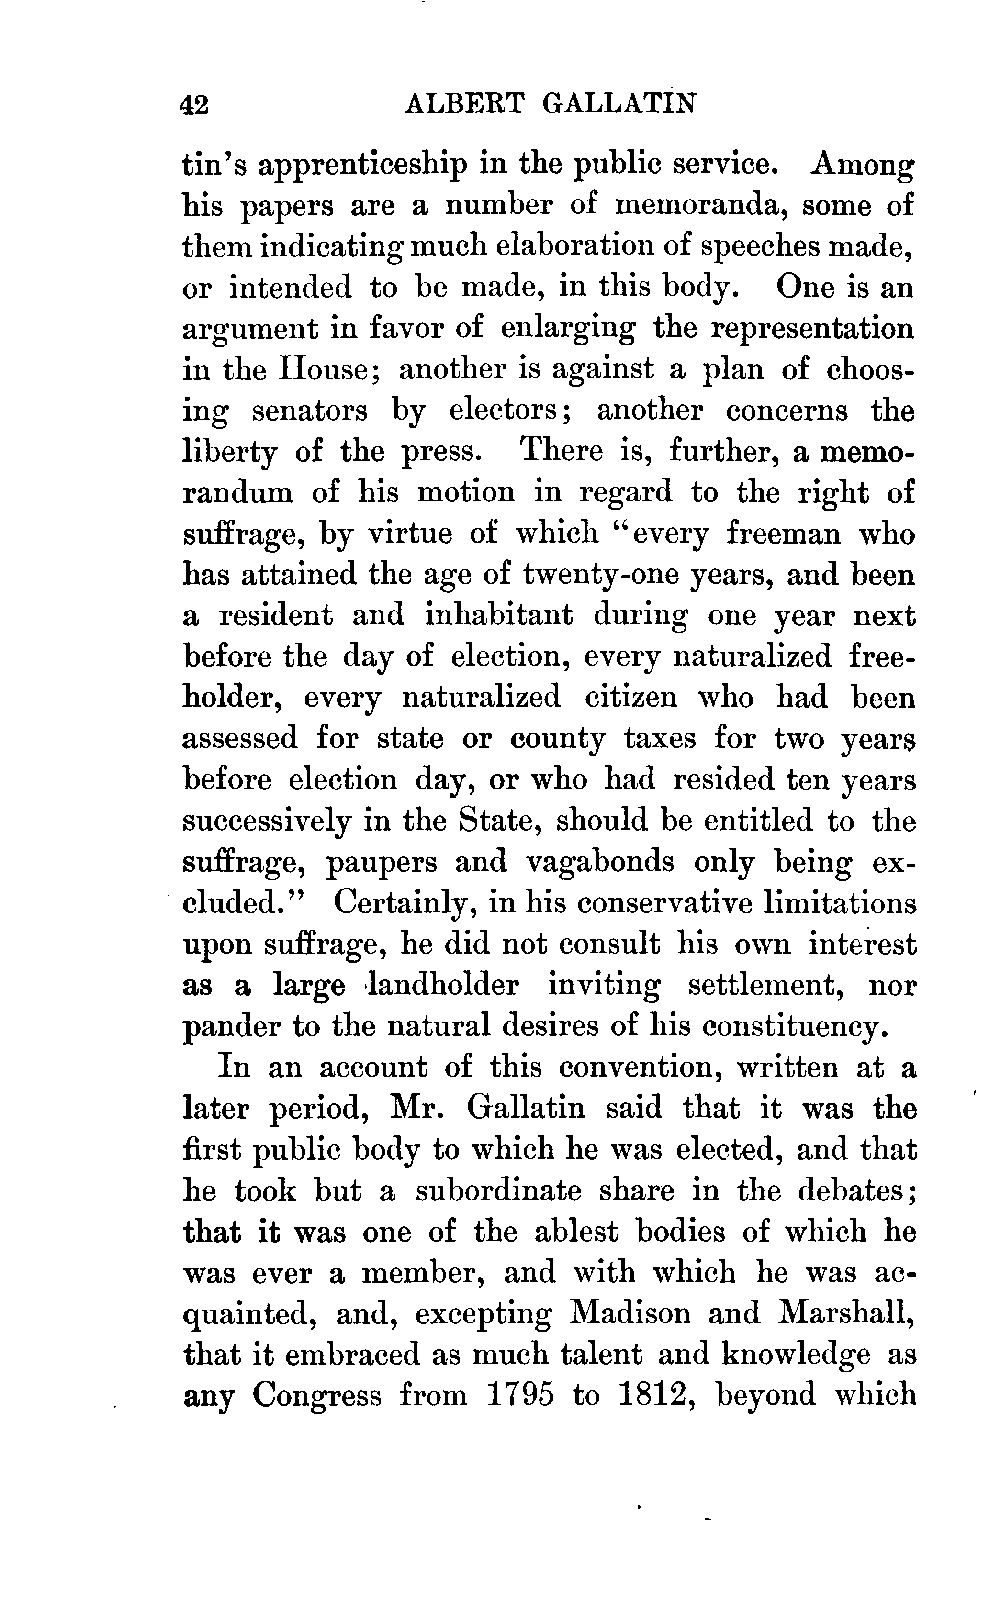 42 ALBERT GALLATIN
tin's apprenticeship in the public service. Among
his papers are a number of memoranda, some of
them indicating much elaboration of speeches made,
or intended to be made, in this body. One is an
argument in favor of enlarging the representation
in the House; another is against a plan of choos-
ing senators by electors; another concerns the
liberty of the press. There is, further, a memo-
randum of his motion in regard to the right of
suffrage, by virtue of which "every freeman who
has attained the age of twenty-one years, and been
a resident and inhabitant during one year next
before the day of election, every naturalized free-
holder, every naturalized citizen who had been
assessed for state or county taxes for two years
before election day, or who had resided ten years
successively in the State, should be entitled to the
suffrage, paupers and vagabonds only being ex-
cluded." Certainly, in his conservative limitations
upon suffrage, he did not consult his own interest
as a large landholder inviting settlement, nor
pander to the natural desires of his constituency.
In an account of this convention, written at a
later period, Mr. Gallatin said that it was the
first public body to which he was elected, and that
he took but a subordinate share in the debates;
that it was one of the ablest bodies of which he
was ever a member, and with which he was ac-
quainted, and, excepting Madison and Marshall,
that it embraced as much talent and knowledge as
any Congress from 1795 to 1812, beyond which